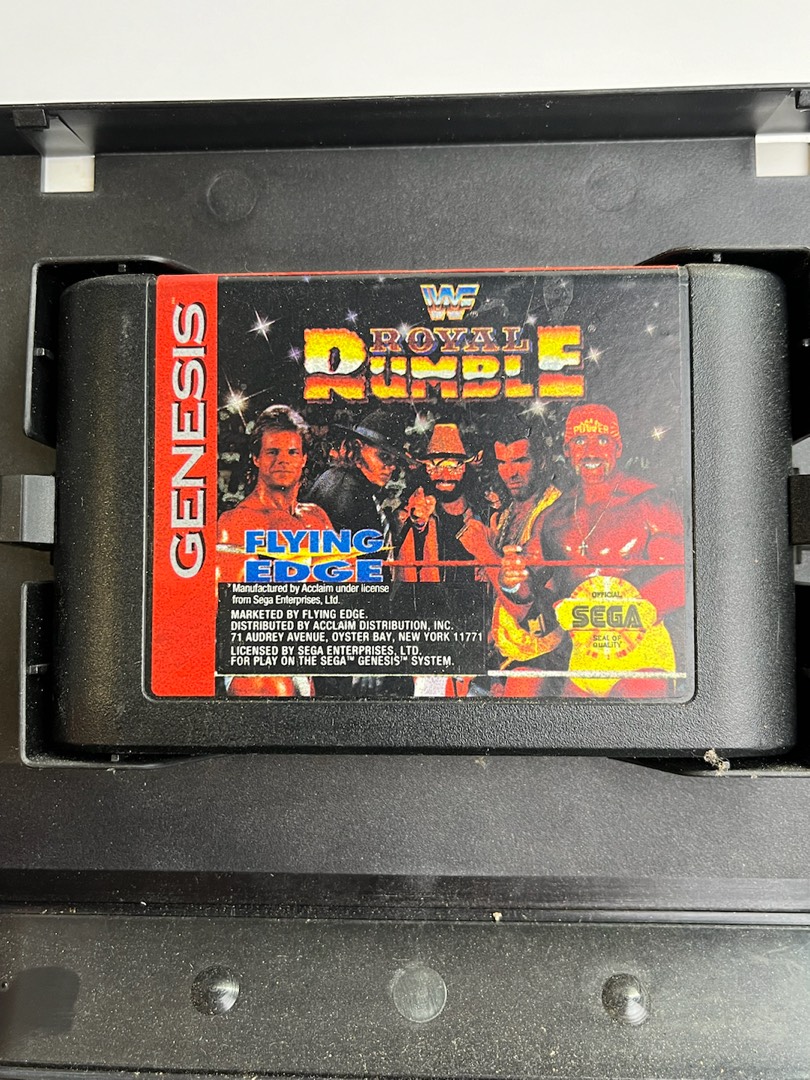 GENESIS
WWF
ROYAL
RUMBLE
POWER
FLYING
EDGE
*Manufactured by Acclaim under license
from Sega Enterprises, Ltd.
MARKETED BY FLYING EDGE.
DISTRIBUTED BY ACCLAIM DISTRIBUTION, INC.
71 AUDREY AVENUE, OYSTER BAY, NEW YORK 11771
LICENSED BY SEGA ENTERPRISES, LTD.
FOR PLAY ON THE SEGA™ GENESIS™ SYSTEM.
OFFICIAL
SEGA
SEAL OF
QUALITY